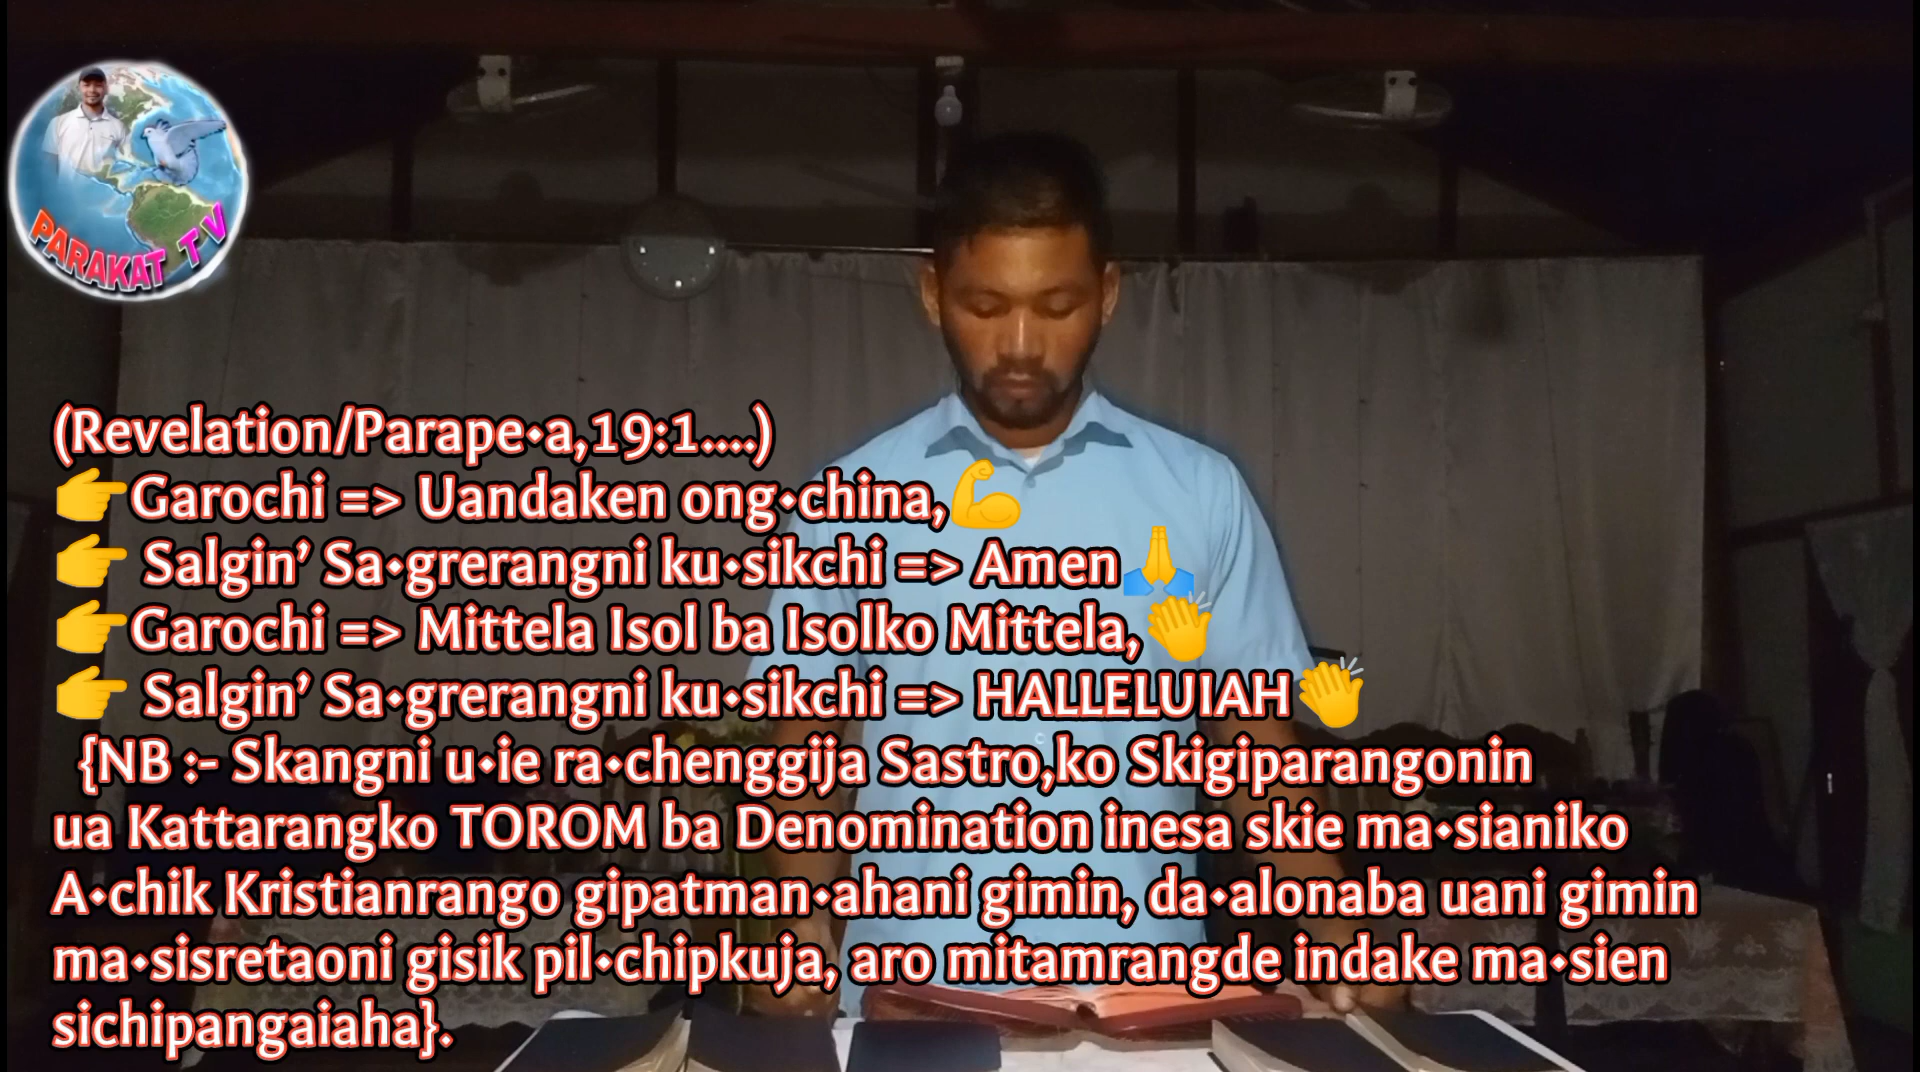 PARAKAT TV
(Revelation/Parape•a,19:1....)
👉Garochi => Uandaken ong•china,💪
👉 Salgin’ Sa•grerangni ku•sikchi => Amen🙏
👉Garochi => Mittela Isol ba Isolko Mittela,👏
👉 Salgin’ Sa•grerangni ku•sikchi => HALLELUIAH👏
{NB :- Skangni u•ie ra•chenggija Sastro,ko Skigiparangonin
ua Kattarangko TOROM ba Denomination inesa skie ma•sianiko
A•chik Kristianrango gipatman•ahani gimin, da•alonaba uani gimin
ma•sisretaoni gisik pil•chipkuja, aro mitamrangde indake ma•sien
sichipangaiaha}.